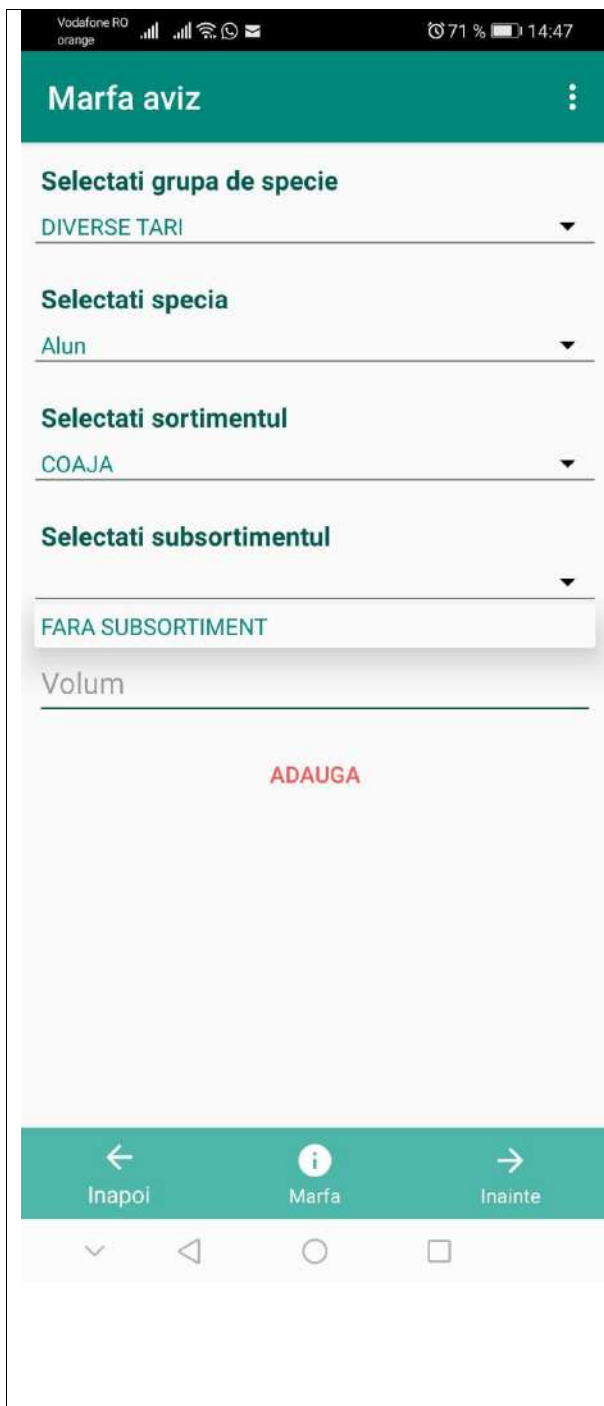 Vodafone RO
orange
71 % 14:47
Marfa aviz
Selectati grupa de specie
DIVERSE TARI
Selectati specia
Alun
Selectati sortimentul
COAJA
Selectati subsortimentul
FARA SUBSORTIMENT
Volum
ADAUGA
Inapoi Marfa Inainte